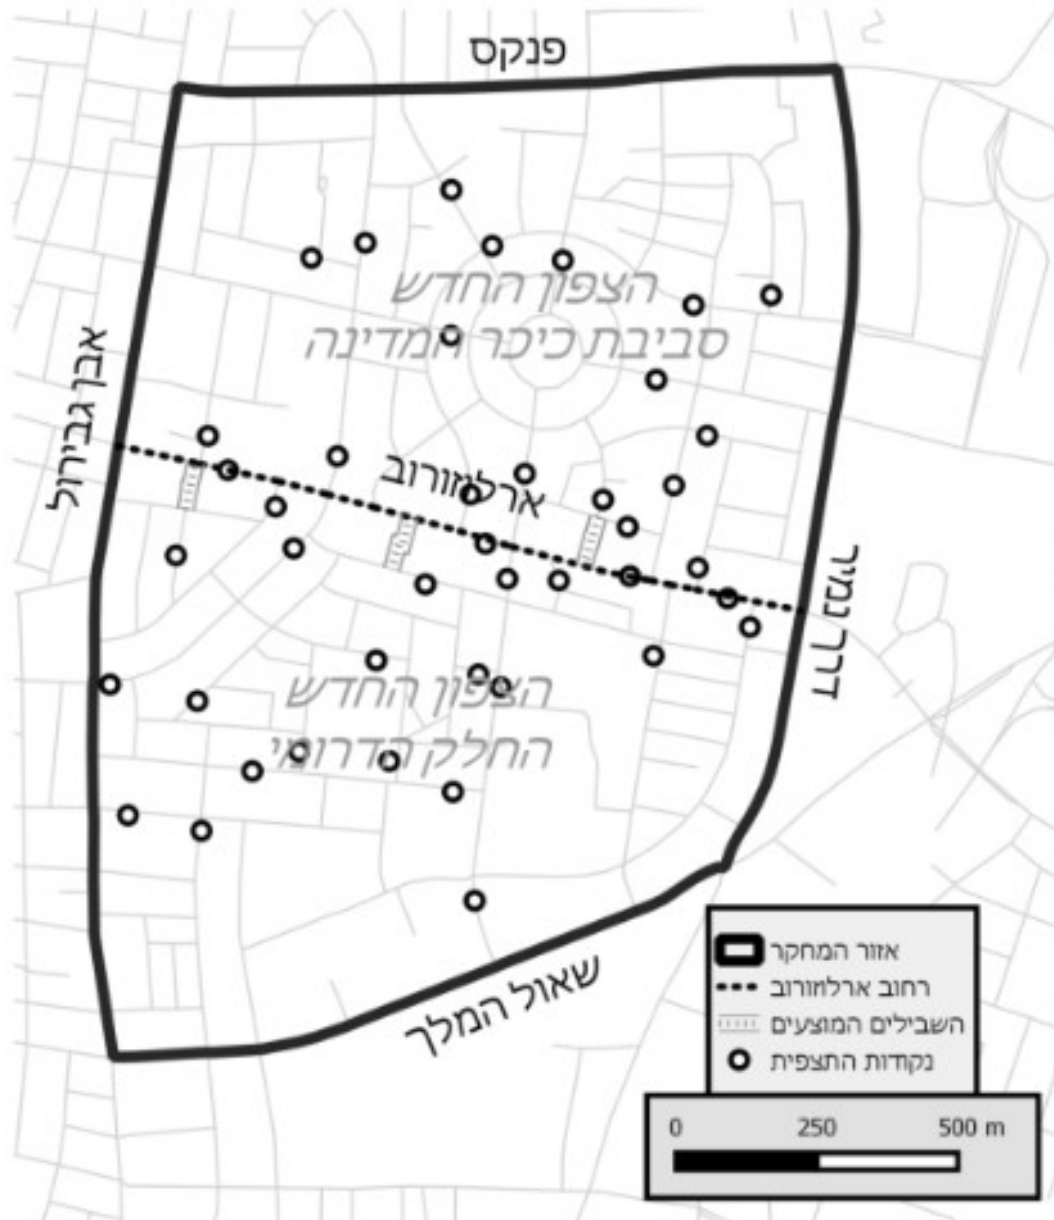 פנקס
הצפון החדש
סביבת כיכר המדינה
אבן גבירול
ארלוזורוב
דרך נמיר
הצפון החדש
החלק הדרומי
שאול המלך
אזור המחקר
רחוב ארלוזורוב
השבילים המוצעים
נקודות התצפית
0 250 500 m